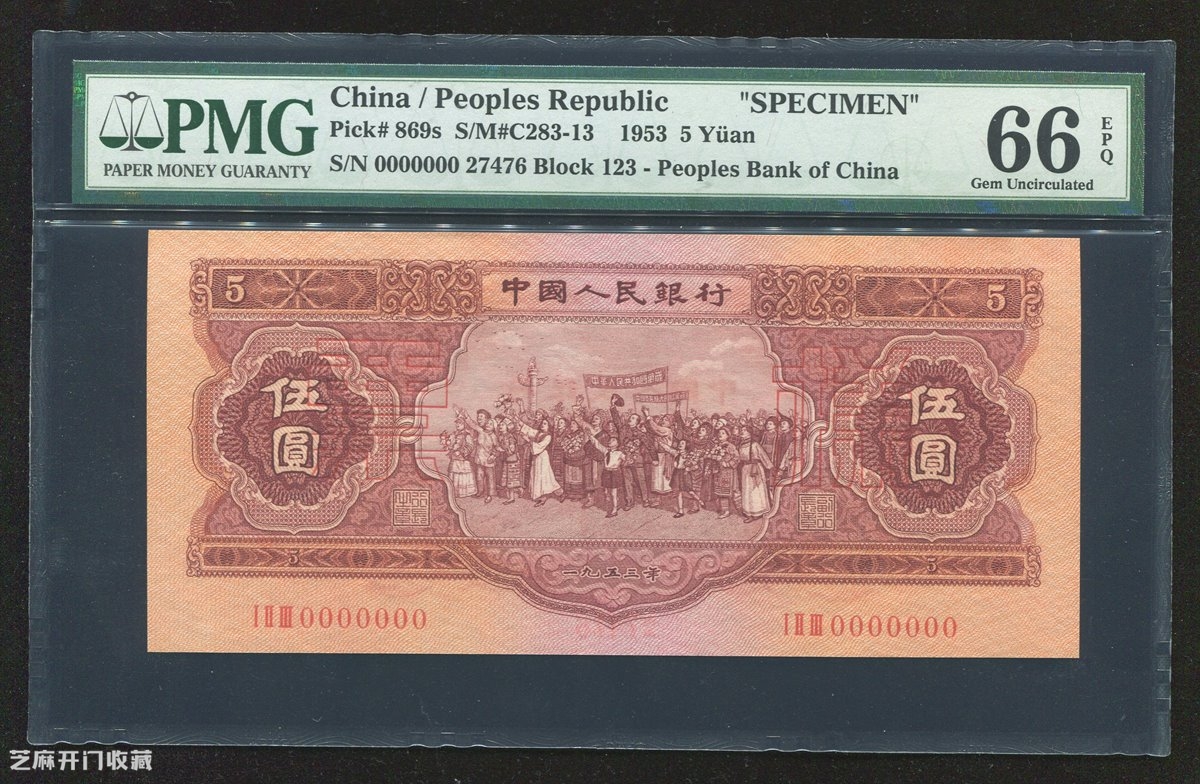 China / Peoples Republic "SPECIMEN"
Pick# 869s S/M#C283-13 1953 5 Yüan
S/N 0000000 27476 Block 123 - Peoples Bank of China
PMG
PAPER MONEY GUARANTY
66
EPQ
Gem Uncirculated
5 中國人民銀行 5
票樣
伍圓
伍圓
5 5
一九五三年
I II III 0000000 I II III 0000000
芝麻开门收藏